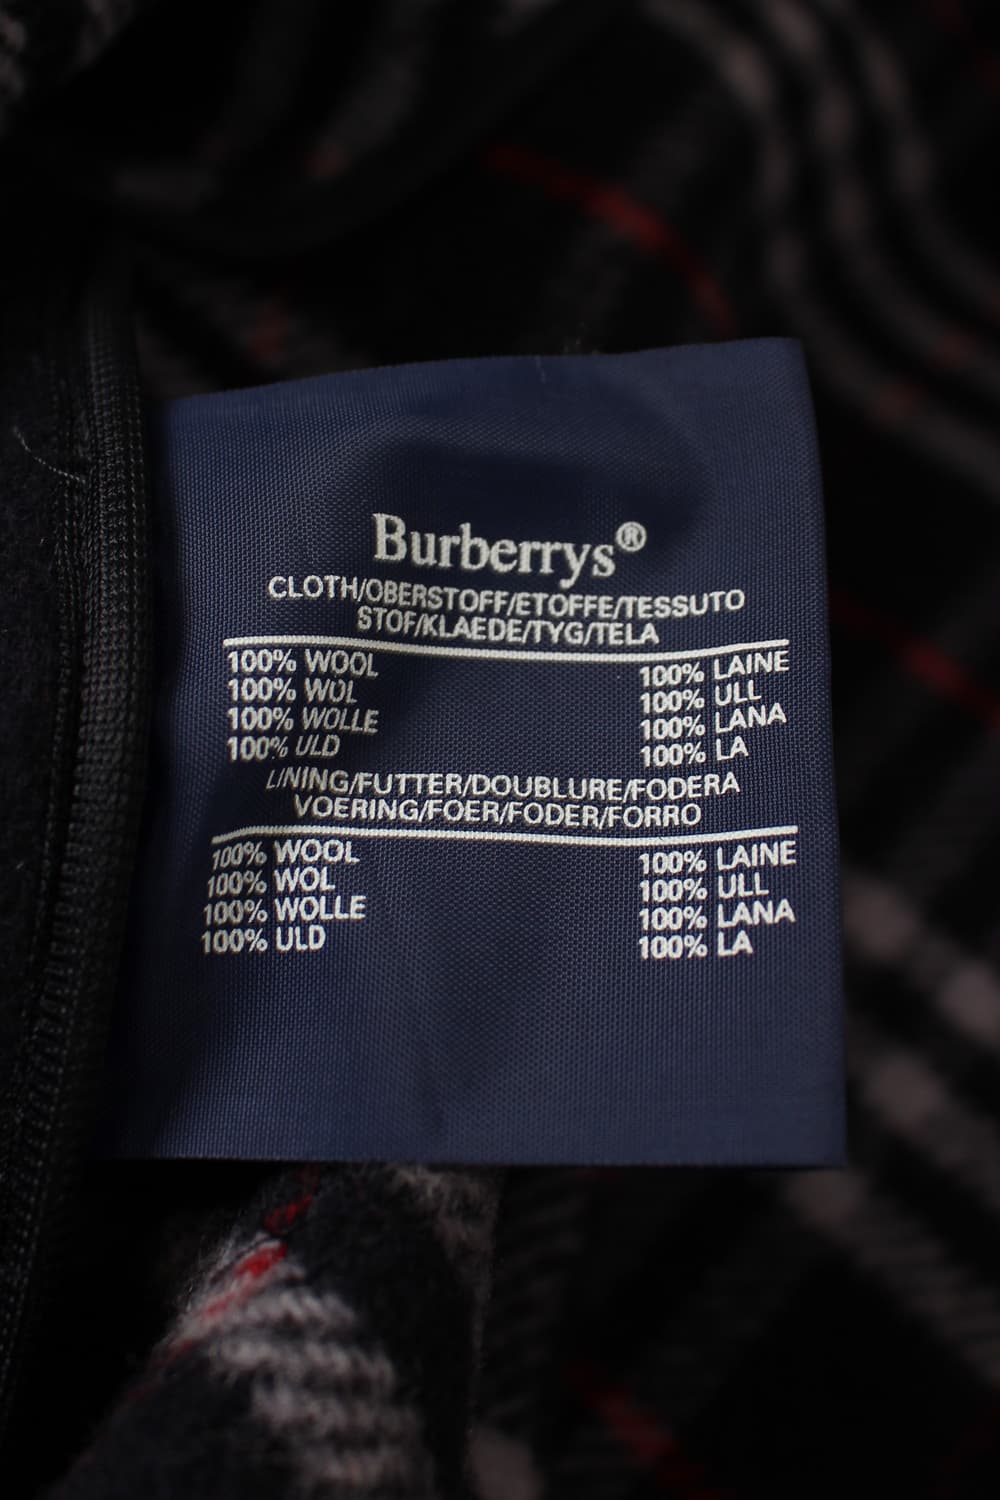 Burberrys®
CLOTH/OBERSTOFF/ETOFFE/TESSUTO
STOF/KLAEDE/TYG/TELA
100% WOOL 100% LAINE
100% WOL 100% ULL
100% WOLLE 100% LANA
100% ULD 100% LA
LINING/FUTTER/DOUBLURE/FODERA
VOERING/FOER/FODER/FORRO
100% WOOL 100% LAINE
100% WOL 100% ULL
100% WOLLE 100% LANA
100% ULD 100% LA